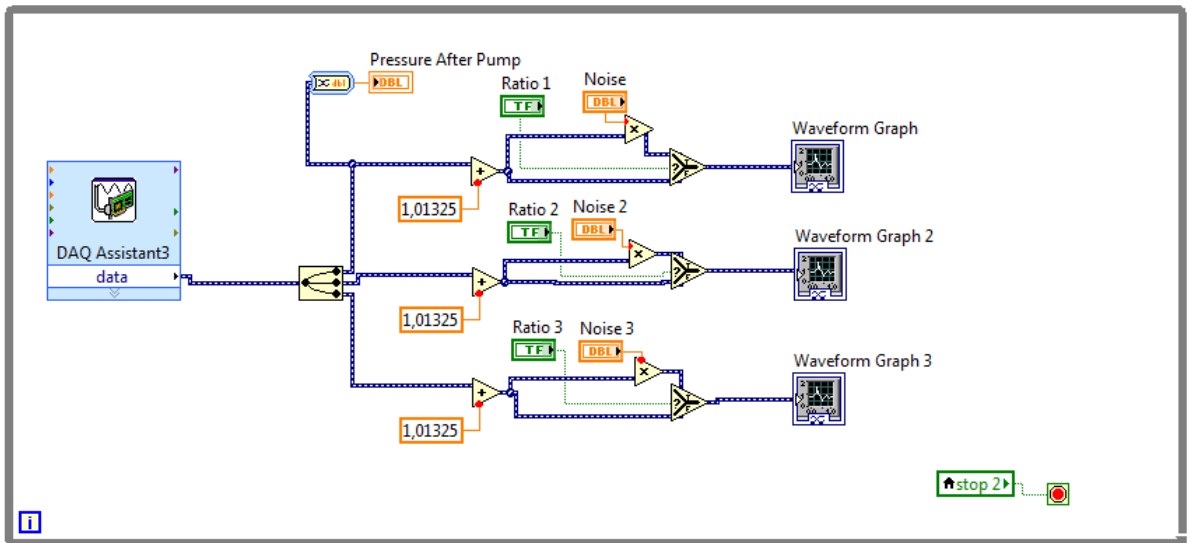 Pressure After Pump
DBL
dbl
Ratio 1
TF
Noise
DBL
Waveform Graph
1,01325
DAQ Assistant3
data
Ratio 2
TF
Noise 2
DBL
Waveform Graph 2
1,01325
Ratio 3
TF
Noise 3
DBL
Waveform Graph 3
1,01325
stop 2
i